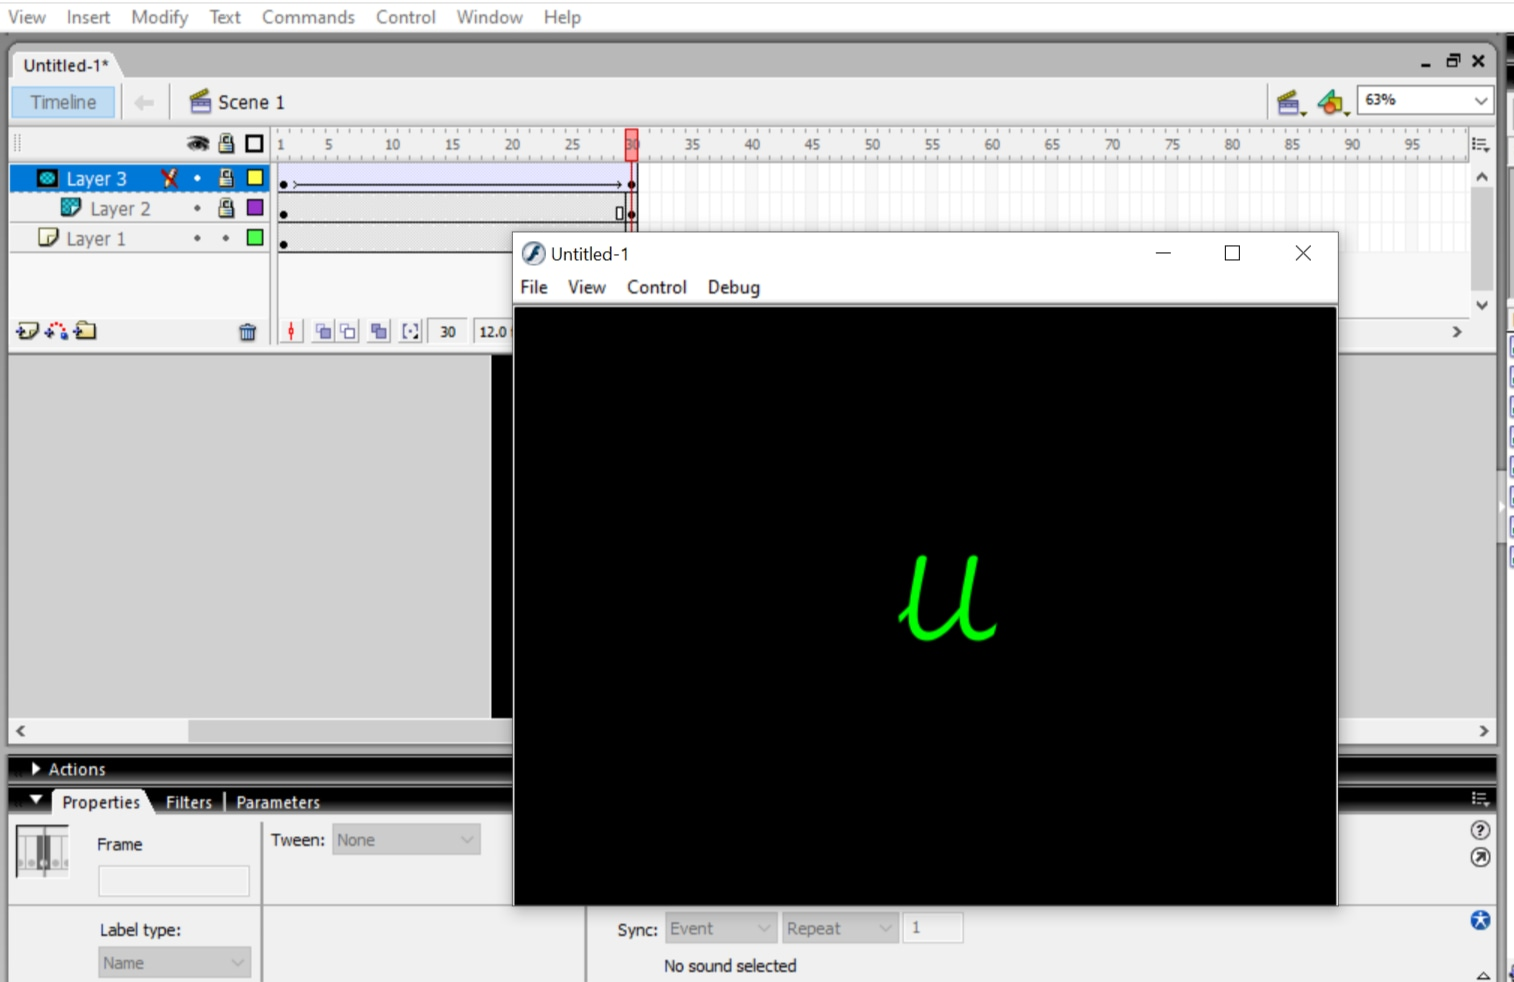 View Insert Modify Text Commands Control Window Help
Untitled-1*
Timeline Scene 1 63%
1 5 10 15 20 25 30 35 40 45 50 55 60 65 70 75 80 85 90 95
Layer 3
Layer 2
Layer 1
Untitled-1
File View Control Debug
30 12.0
u
Actions
Properties Filters Parameters
Frame Tween: None
Label type: Sync: Event Repeat 1
Name No sound selected